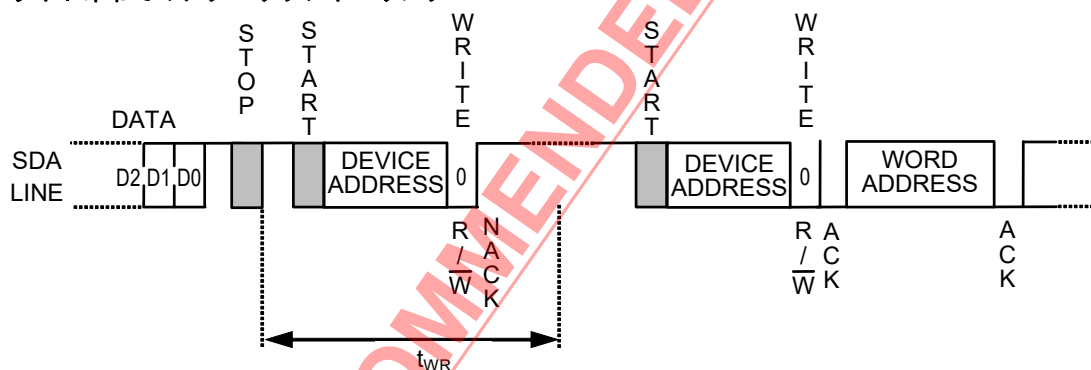 STOP
START
WRITE
START
WRITE
DATA
SDA LINE
D2 D1 D0
DEVICE ADDRESS
0
DEVICE ADDRESS
0
WORD ADDRESS
R/W
NACK
R/W
ACK
ACK
tWR
OMMENDE